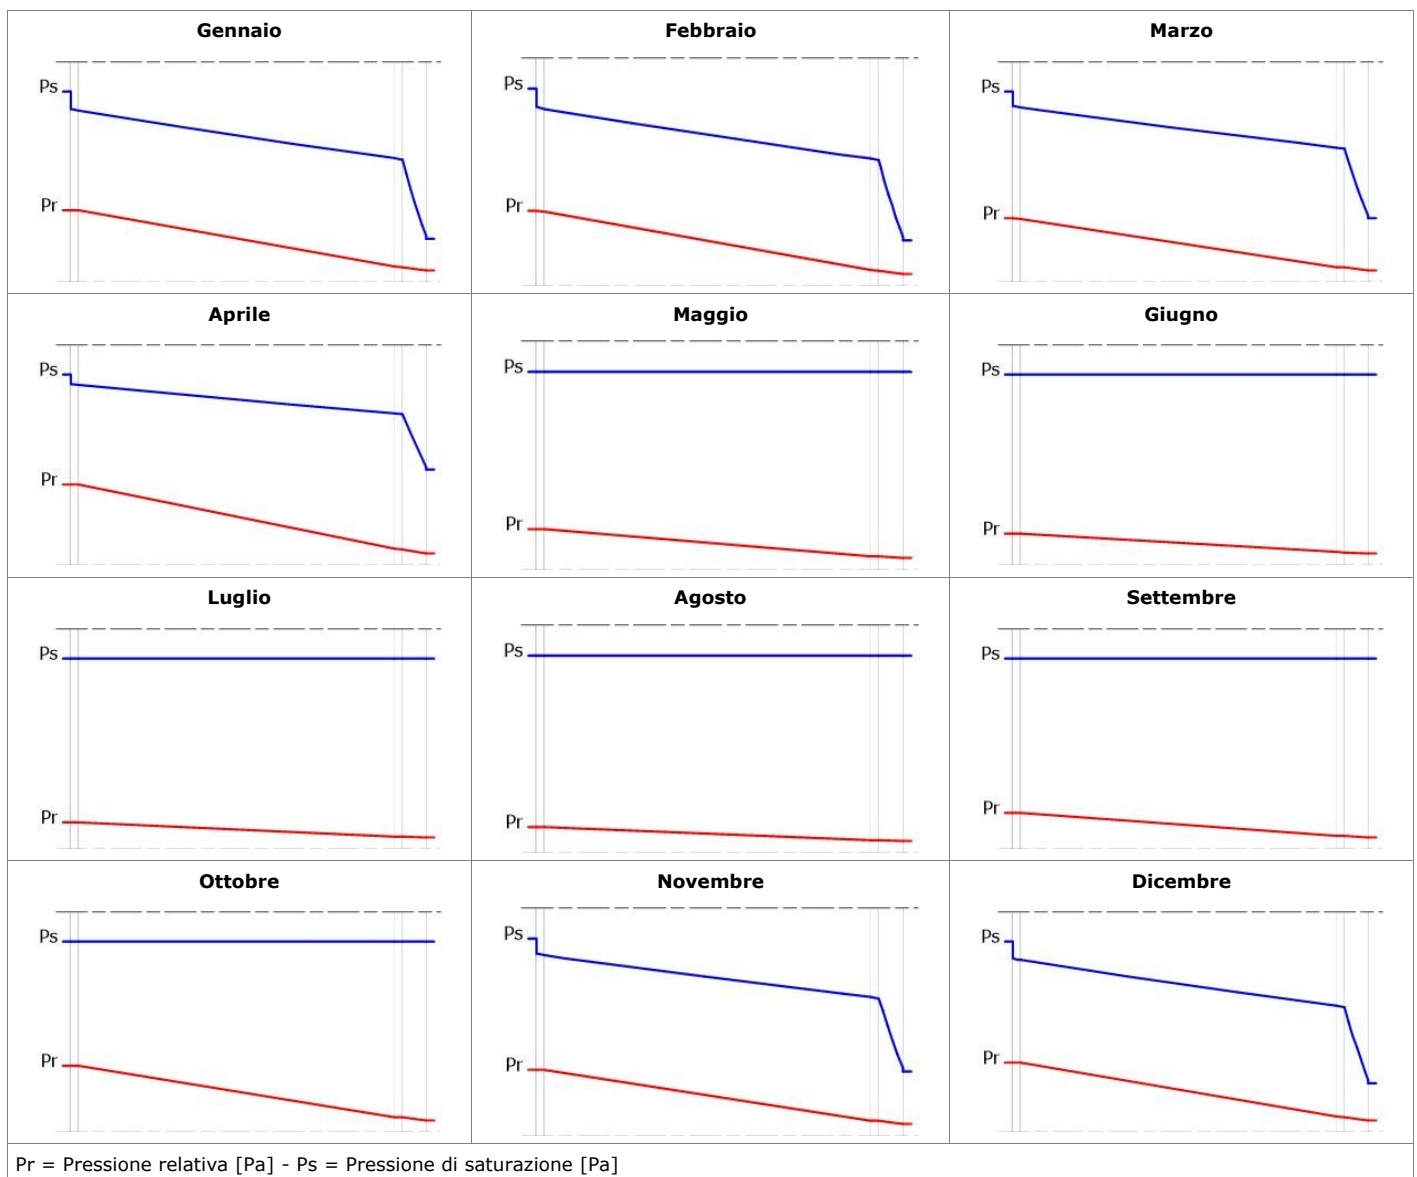 Gennaio
Febbraio
Marzo
Ps
Pr
Ps
Pr
Ps
Pr
Aprile
Maggio
Giugno
Ps
Pr
Ps
Pr
Ps
Pr
Luglio
Agosto
Settembre
Ps
Pr
Ps
Pr
Ps
Pr
Ottobre
Novembre
Dicembre
Ps
Pr
Ps
Pr
Ps
Pr
Pr = Pressione relativa [Pa] - Ps = Pressione di saturazione [Pa]